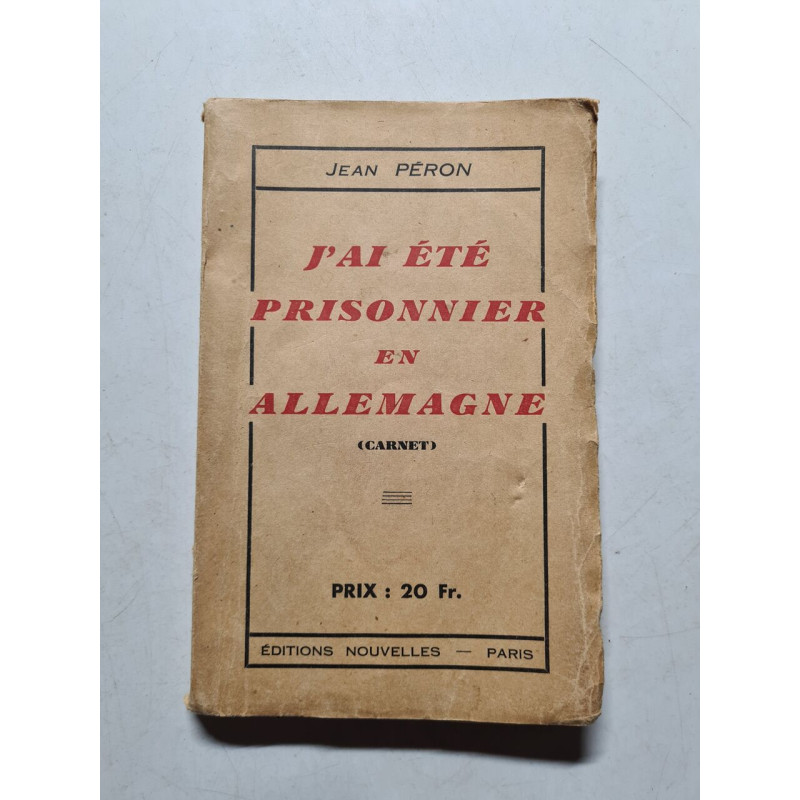 JEAN PÉRON
J'AI ÉTÉ
PRISONNIER
EN
ALLEMAGNE
(CARNET)
PRIX : 20 Fr.
ÉDITIONS NOUVELLES — PARIS